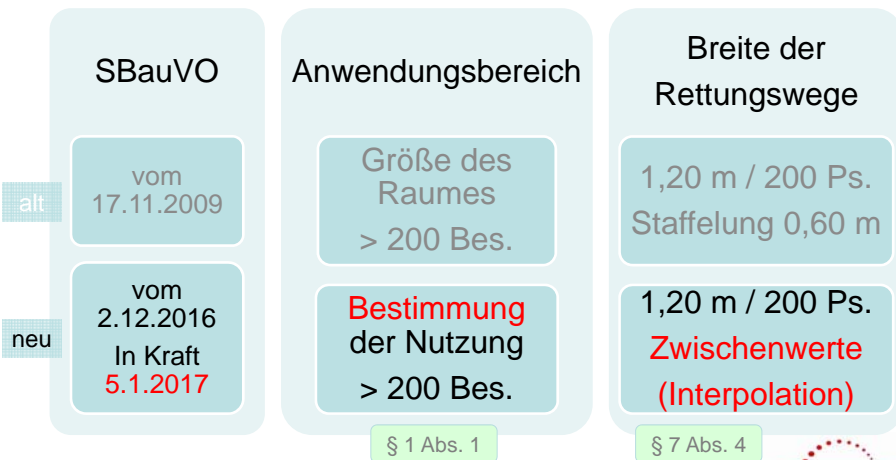 SBauVO
Anwendungsbereich
Breite der
Rettungswege
alt
vom
17.11.2009
Größe des
Raumes
> 200 Bes.
1,20 m / 200 Ps.
Staffelung 0,60 m
neu
vom
2.12.2016
In Kraft
5.1.2017
Bestimmung
der Nutzung
> 200 Bes.
1,20 m / 200 Ps.
Zwischenwerte
(Interpolation)
§ 1 Abs. 1
§ 7 Abs. 4